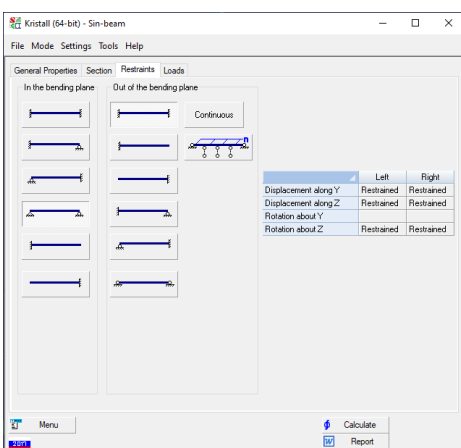 Kristall (64-bit) - Sin-beam
File Mode Settings Tools Help
General Properties Section Restraints Loads
In the bending plane Out of the bending plane
Continuous
n
Left Right
Displacement along Y Restrained Restrained
Displacement along Z Restrained Restrained
Rotation about Y
Rotation about Z Restrained Restrained
Menu Calculate
Report